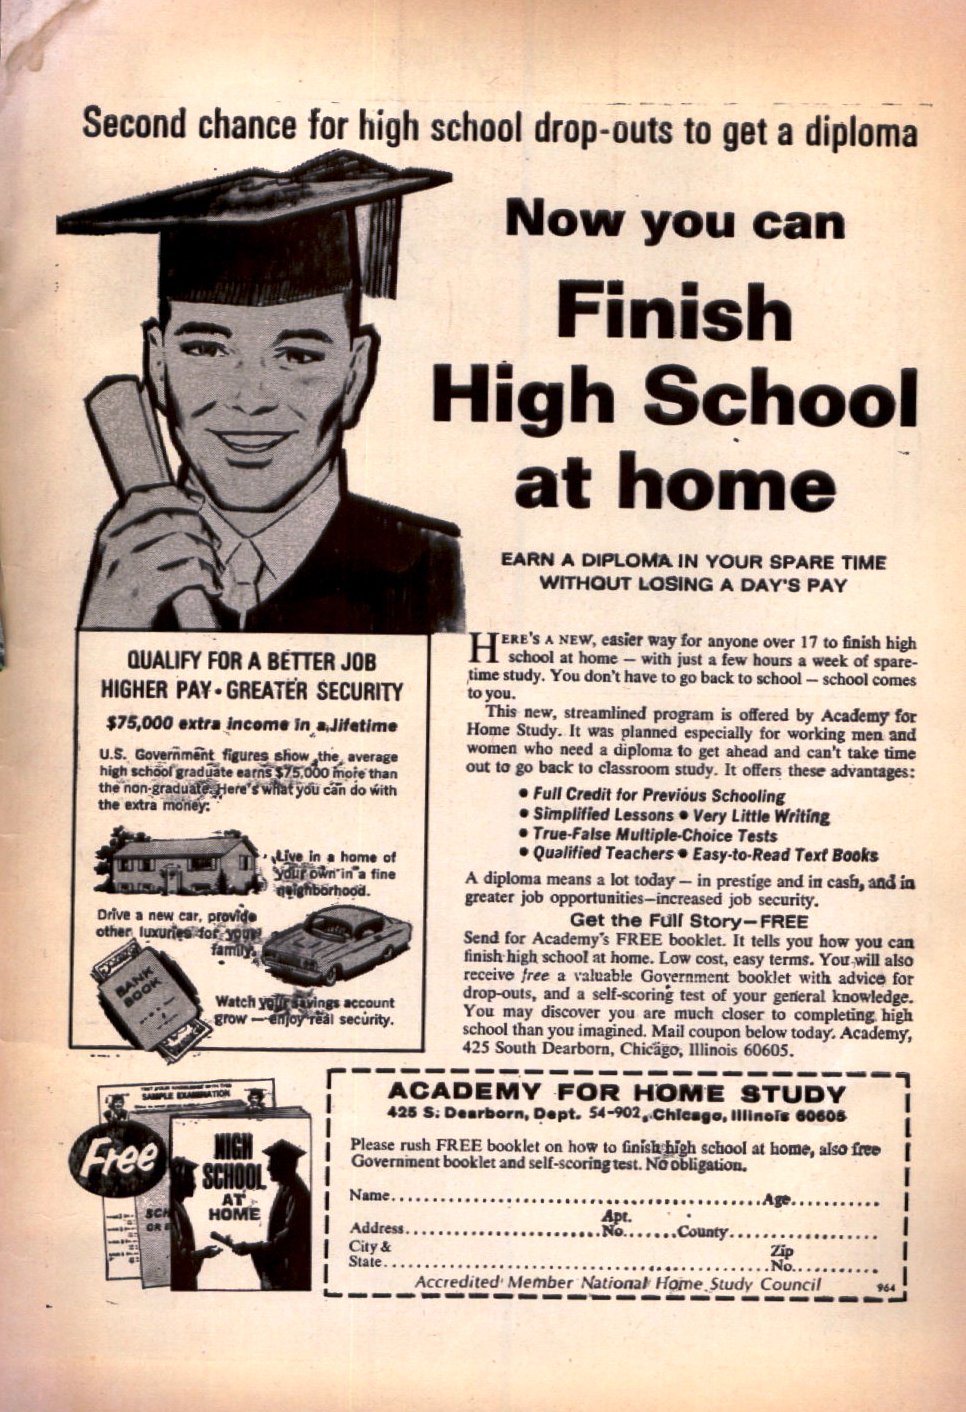 Second chance for high school drop-outs to get a diploma
Now you can
Finish
High School
at home
EARN A DIPLOMA IN YOUR SPARE TIME
WITHOUT LOSING A DAY'S PAY
QUALIFY FOR A BETTER JOB
HIGHER PAY • GREATER SECURITY
$75,000 extra income in a lifetime
U.S. Government figures show the average
high school graduate earns $75,000 more than
the non-graduate. Here's what you can do with
the extra money:
Live in a home of
your own in a fine
neighborhood.
Drive a new car, provide
other luxuries for your
family.
BANK
BOOK
Watch your savings account
grow — enjoy real security.
HERE'S A NEW, easier way for anyone over 17 to finish high
school at home — with just a few hours a week of spare-
time study. You don't have to go back to school — school comes
to you.
This new, streamlined program is offered by Academy for
Home Study. It was planned especially for working men and
women who need a diploma to get ahead and can't take time
out to go back to classroom study. It offers these advantages:
• Full Credit for Previous Schooling
• Simplified Lessons • Very Little Writing
• True-False Multiple-Choice Tests
• Qualified Teachers • Easy-to-Read Text Books
A diploma means a lot today — in prestige and in cash, and in
greater job opportunities—increased job security.
Get the Full Story—FREE
Send for Academy's FREE booklet. It tells you how you can
finish high school at home. Low cost, easy terms. You will also
receive free a valuable Government booklet with advice for
drop-outs, and a self-scoring test of your general knowledge.
You may discover you are much closer to completing high
school than you imagined. Mail coupon below today. Academy,
425 South Dearborn, Chicago, Illinois 60605.
SAMPLE EXAMINATION
Free
HIGH
SCHOOL
AT
HOME
ACADEMY FOR HOME STUDY
425 S. Dearborn, Dept. 54-902, Chicago, Illinois 60605
Please rush FREE booklet on how to finish high school at home, also free
Government booklet and self-scoring test. No obligation.
Name Age
Address Apt. No. County
City & State Zip No.
Accredited Member National Home Study Council
964